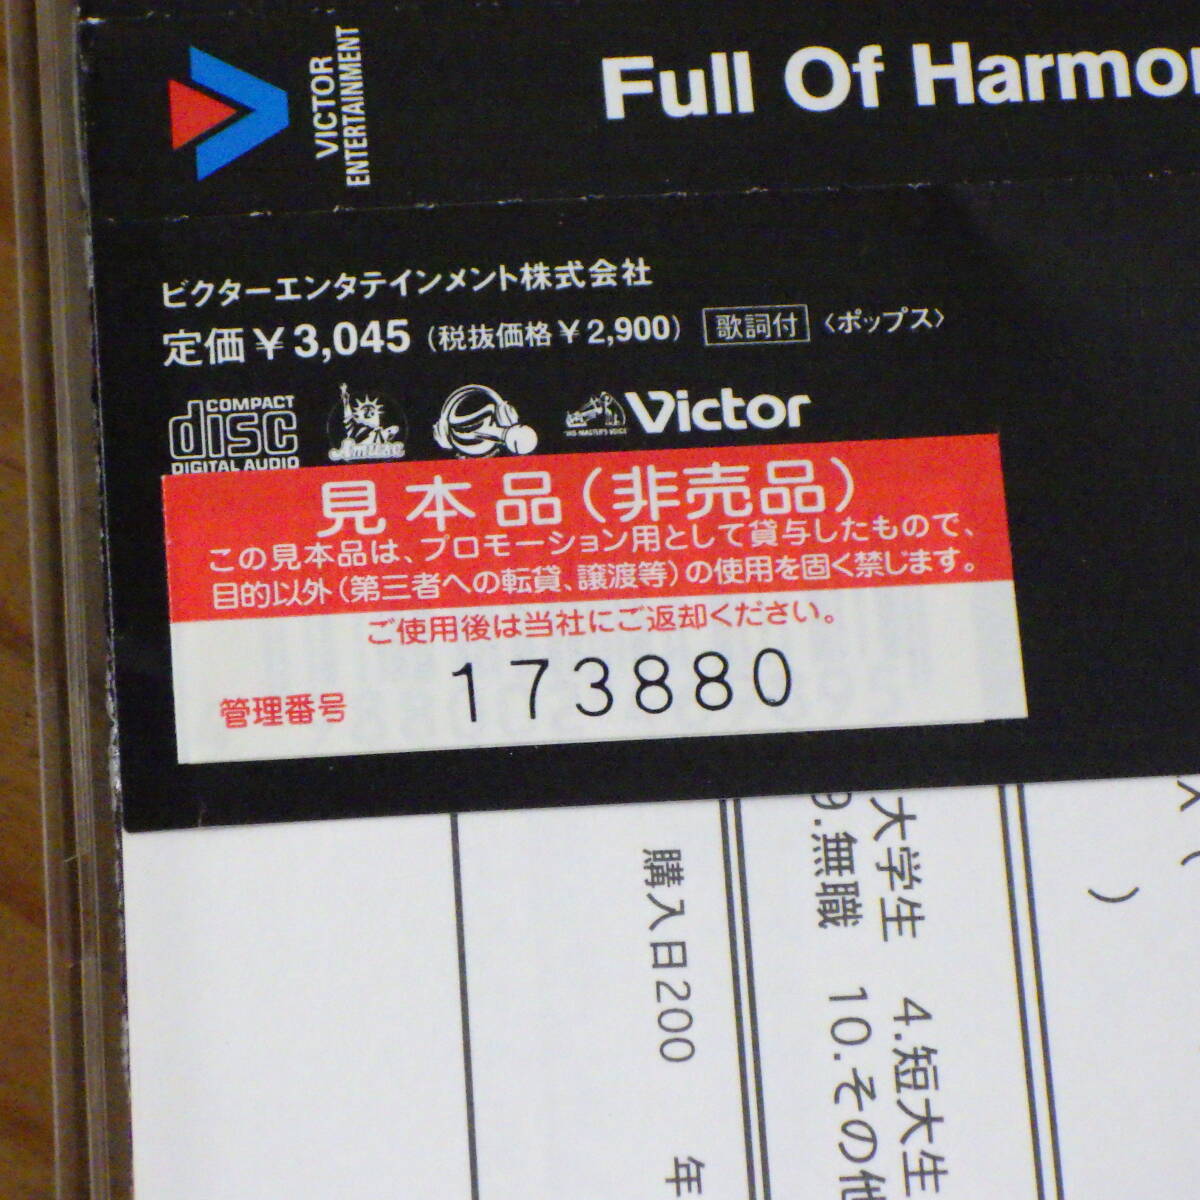 VICTOR
ENTERTAINMENT
Full Of Harmo
ビクターエンタテインメント株式会社
定価￥3,045（税抜価格￥2,900） 歌詞付 〈ポップス〉
COMPACT
disc
DIGITAL AUDIO
Amuse
"HIS MASTER'S VOICE"
Victor
見本品（非売品）
この見本品は、プロモーション用として貸与したもので、
目的以外（第三者への転貸、譲渡等）の使用を固く禁じます。
ご使用後は当社にご返却ください。
管理番号 173880
)
大学生 4.短大生
9.無職 10.その他
購入日200 年